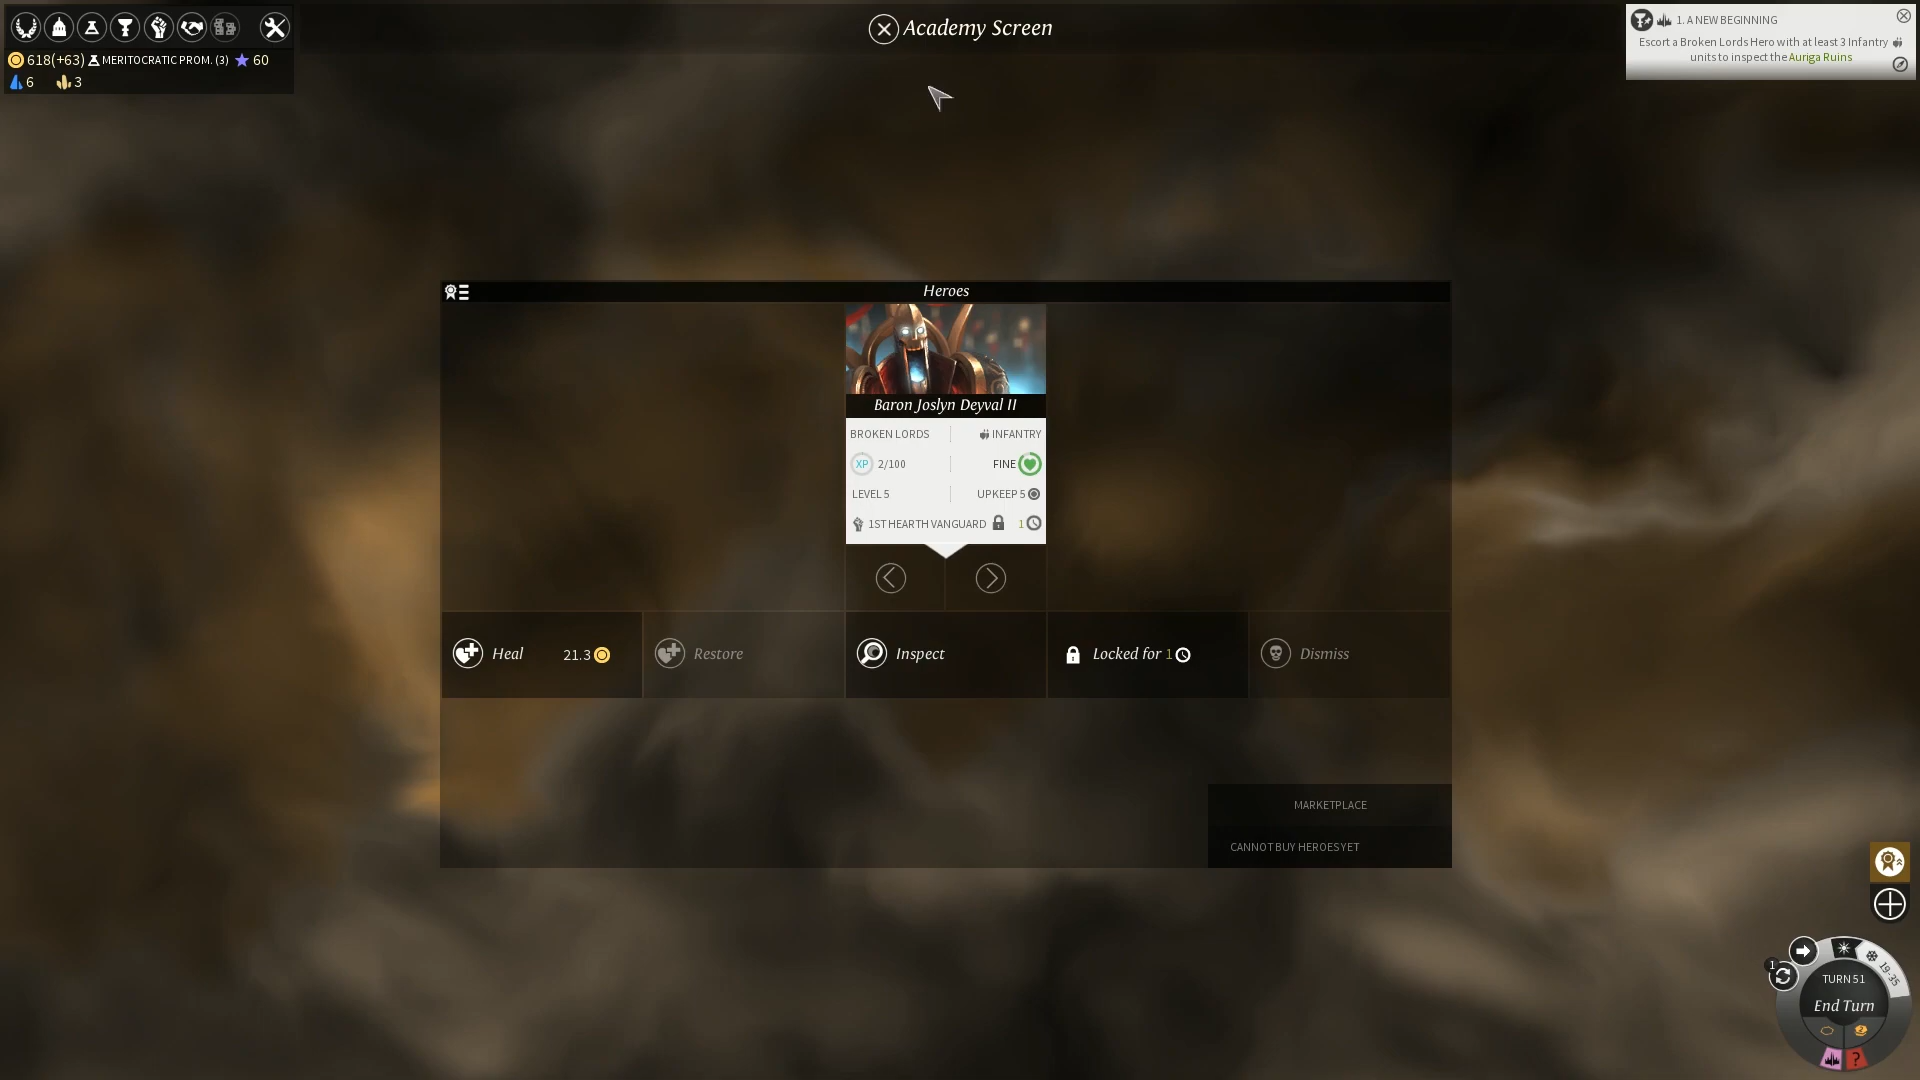 Academy Screen
618(+63) MERITOCRATIC PROM. (3) 60
6 3
1. A NEW BEGINNING
Escort a Broken Lords Hero with at least 3 Infantry
units to inspect the Auriga Ruins
Heroes
Baron Joslyn Deyval II
BROKEN LORDS INFANTRY
XP 2/100 FINE
LEVEL 5 UPKEEP 5
1ST HEARTH VANGUARD 1
Heal 21.3
Restore
Inspect
Locked for 1
Dismiss
MARKETPLACE
CANNOT BUY HEROES YET
1
19-35
TURN 51
End Turn
2
?